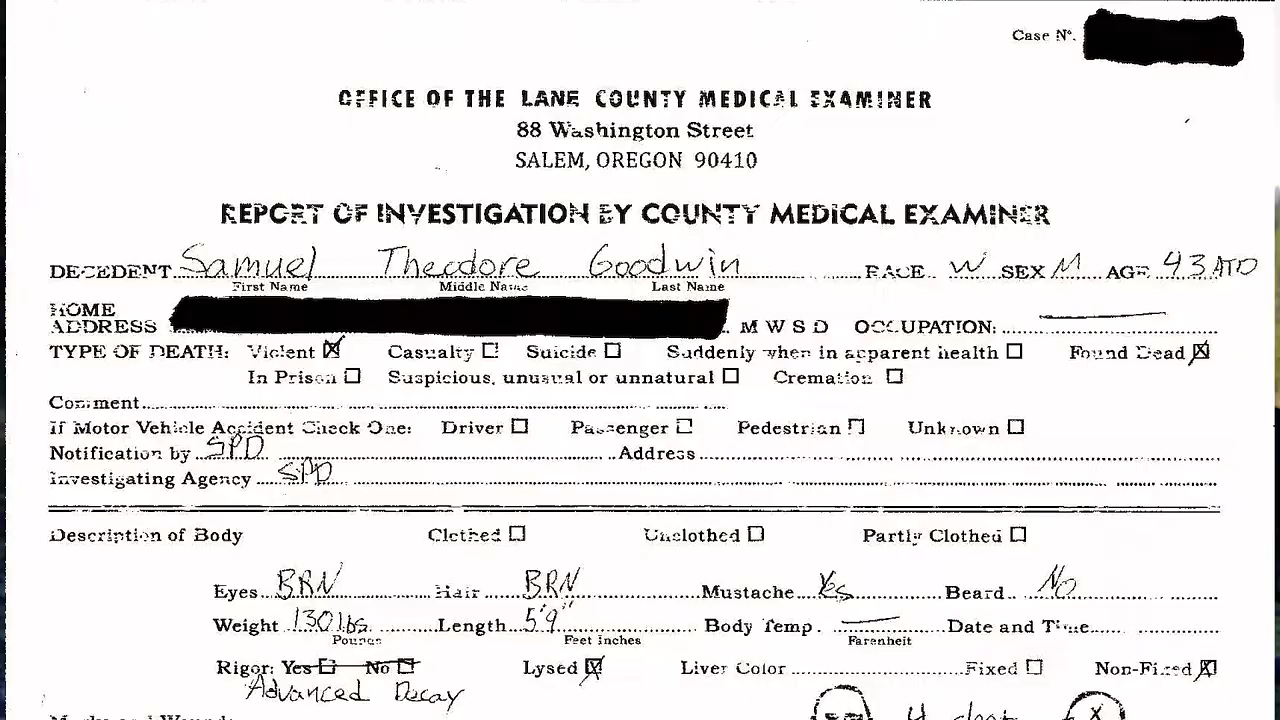 Case Nº.
OFFICE OF THE LANE COUNTY MEDICAL EXAMINER
88 Washington Street
SALEM, OREGON 90410
REPORT OF INVESTIGATION BY COUNTY MEDICAL EXAMINER
DECEDENT Samuel Theodore Goodwin RACE W SEX M AGE 43 ATD
First Name Middle Name Last Name
HOME
ADDRESS M W S D OCCUPATION:
TYPE OF DEATH: Violent Casualty Suicide Suddenly when in apparent health Found Dead
In Prison Suspicious, unusual or unnatural Cremation
Comment
If Motor Vehicle Accident Check One: Driver Passenger Pedestrian Unknown
Notification by SPD Address
Investigating Agency SPD
Description of Body Clothed Unclothed Partly Clothed
Eyes BRN Hair BRN Mustache Yes Beard No
Weight 130 lbs Length 5'9" Body Temp. Date and Time
Pounds Feet Inches Farenheit
Rigor: Yes No Lysed Liver Color Fixed Non-Fixed
Advanced Decay